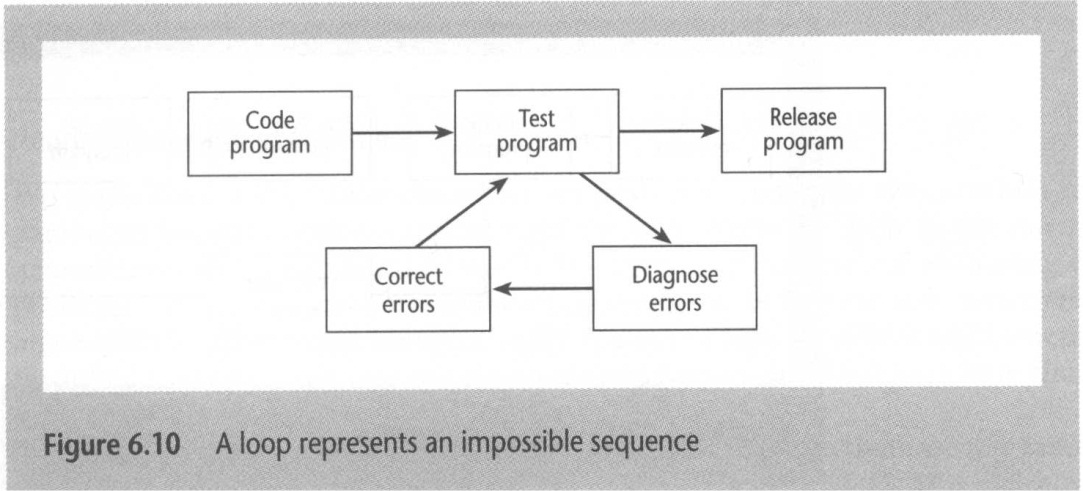 Code
program
Test
program
Release
program
Correct
errors
Diagnose
errors
Figure 6.10 A loop represents an impossible sequence